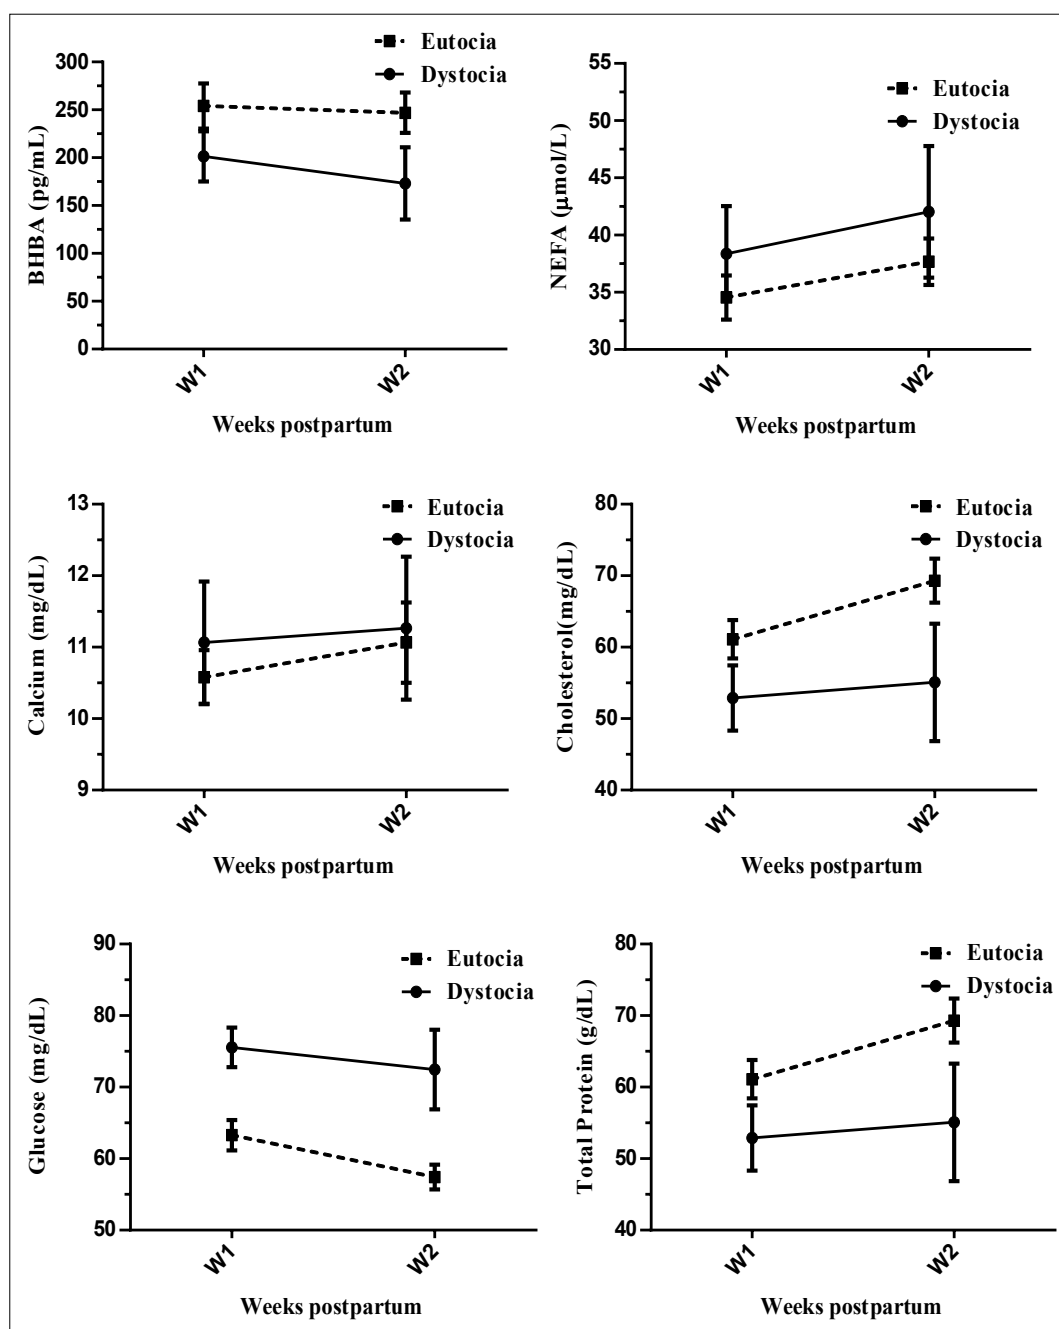 Eutocia
Dystocia
BHBA (pg/mL)
300
250
200
150
100
50
0
W1
W2
Weeks postpartum
Eutocia
Dystocia
NEFA (μmol/L)
55
50
45
40
35
30
W1
W2
Weeks postpartum
Eutocia
Dystocia
Calcium (mg/dL)
13
12
11
10
9
W1
W2
Weeks postpartum
Eutocia
Dystocia
Cholesterol(mg/dL)
80
70
60
50
40
W1
W2
Weeks postpartum
Eutocia
Dystocia
Glucose (mg/dL)
90
80
70
60
50
W1
W2
Weeks postpartum
Eutocia
Dystocia
Total Protein (g/dL)
80
70
60
50
40
W1
W2
Weeks postpartum